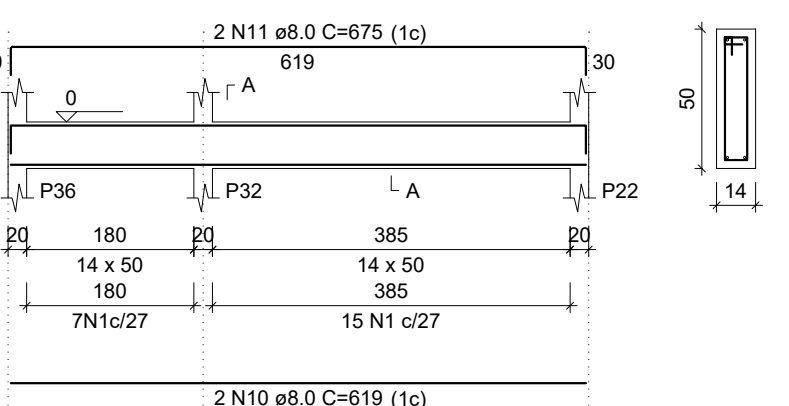 2 N11 ø8.0 C=675 (1c)
619
30
A
0
50
P36
P32
A
P22
14
20
180
20
385
20
14 x 50
14 x 50
180
385
7N1c/27
15 N1 c/27
2 N10 ø8.0 C=619 (1c)